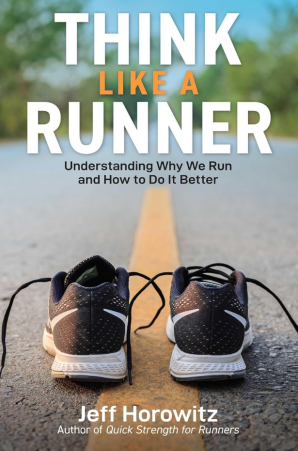 THINK
LIKE A
RUNNER
Understanding Why We Run
and How to Do It Better
Jeff Horowitz
Author of Quick Strength for Runners